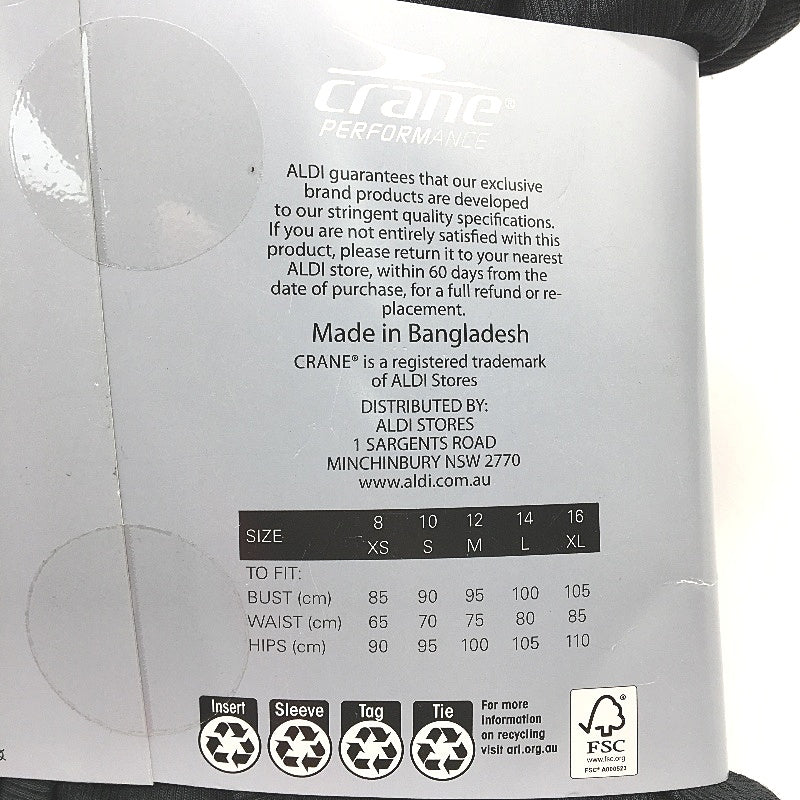 crane®
PERFORMANCE
ALDI guarantees that our exclusive
brand products are developed
to our stringent quality specifications.
If you are not entirely satisfied with this
product, please return it to your nearest
ALDI store, within 60 days from the
date of purchase, for a full refund or re-
placement.
Made in Bangladesh
CRANE® is a registered trademark
of ALDI Stores
DISTRIBUTED BY:
ALDI STORES
1 SARGENTS ROAD
MINCHINBURY NSW 2770
www.aldi.com.au
SIZE 8 10 12 14 16
XS S M L XL
TO FIT:
BUST (cm) 85 90 95 100 105
WAIST (cm) 65 70 75 80 85
HIPS (cm) 90 95 100 105 110
Insert Sleeve Tag Tie
For more
information
on recycling
visit arl.org.au
FSC
www.fsc.org
FSC® A000523